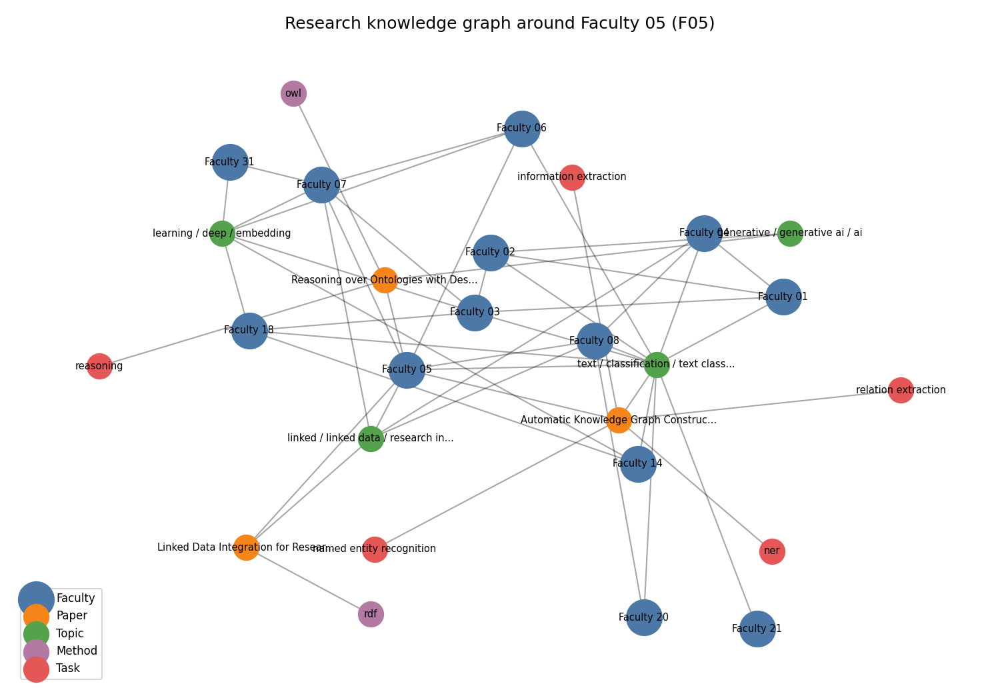 Research knowledge graph around Faculty 05 (F05)
owl
Faculty 06
Faculty 31
information extraction
Faculty 07
learning / deep / embedding
Faculty 04
generative / generative ai / ai
Faculty 02
Reasoning over Ontologies with Des...
Faculty 01
Faculty 03
Faculty 18
Faculty 08
reasoning
Faculty 05
text / classification / text class...
relation extraction
Automatic Knowledge Graph Construc...
linked / linked data / research in...
Faculty 14
Linked Data Integration for Resear...
named entity recognition
ner
Faculty
Paper
Topic
Method
Task
rdf
Faculty 20
Faculty 21